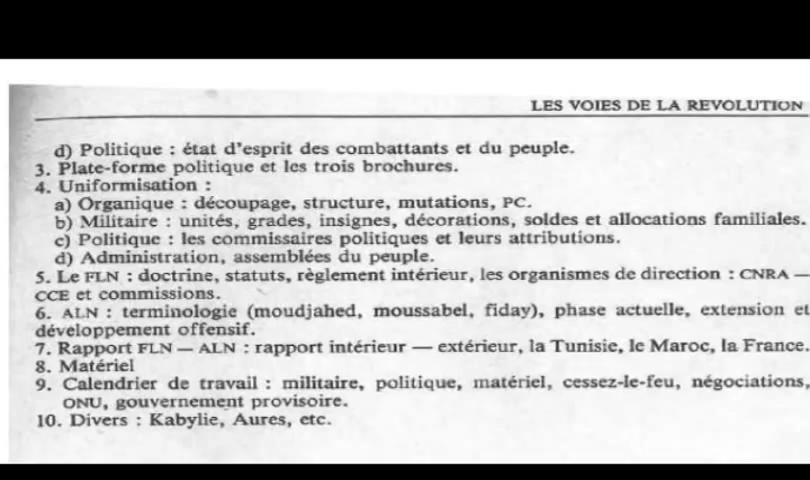 LES VOIES DE LA REVOLUTION
d) Politique : état d'esprit des combattants et du peuple.
3. Plate-forme politique et les trois brochures.
4. Uniformisation :
a) Organique : découpage, structure, mutations, PC.
b) Militaire : unités, grades, insignes, décorations, soldes et allocations familiales.
c) Politique : les commissaires politiques et leurs attributions.
d) Administration, assemblées du peuple.
5. Le FLN : doctrine, statuts, règlement intérieur, les organismes de direction : CNRA —
CCE et commissions.
6. ALN : terminologie (moudjahed, moussabel, fiday), phase actuelle, extension et
développement offensif.
7. Rapport FLN — ALN : rapport intérieur — extérieur, la Tunisie, le Maroc, la France.
8. Matériel
9. Calendrier de travail : militaire, politique, matériel, cessez-le-feu, négociations,
ONU, gouvernement provisoire.
10. Divers : Kabylie, Aures, etc.